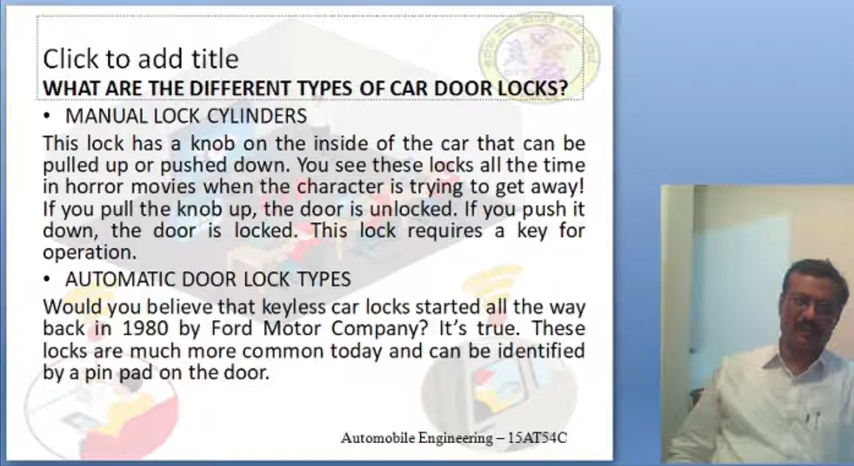 Click to add title
WHAT ARE THE DIFFERENT TYPES OF CAR DOOR LOCKS?
• MANUAL LOCK CYLINDERS
This lock has a knob on the inside of the car that can be
pulled up or pushed down. You see these locks all the time
in horror movies when the character is trying to get away!
If you pull the knob up, the door is unlocked. If you push it
down, the door is locked. This lock requires a key for
operation.
• AUTOMATIC DOOR LOCK TYPES
Would you believe that keyless car locks started all the way
back in 1980 by Ford Motor Company? It's true. These
locks are much more common today and can be identified
by a pin pad on the door.
Automobile Engineering – 15AT54C